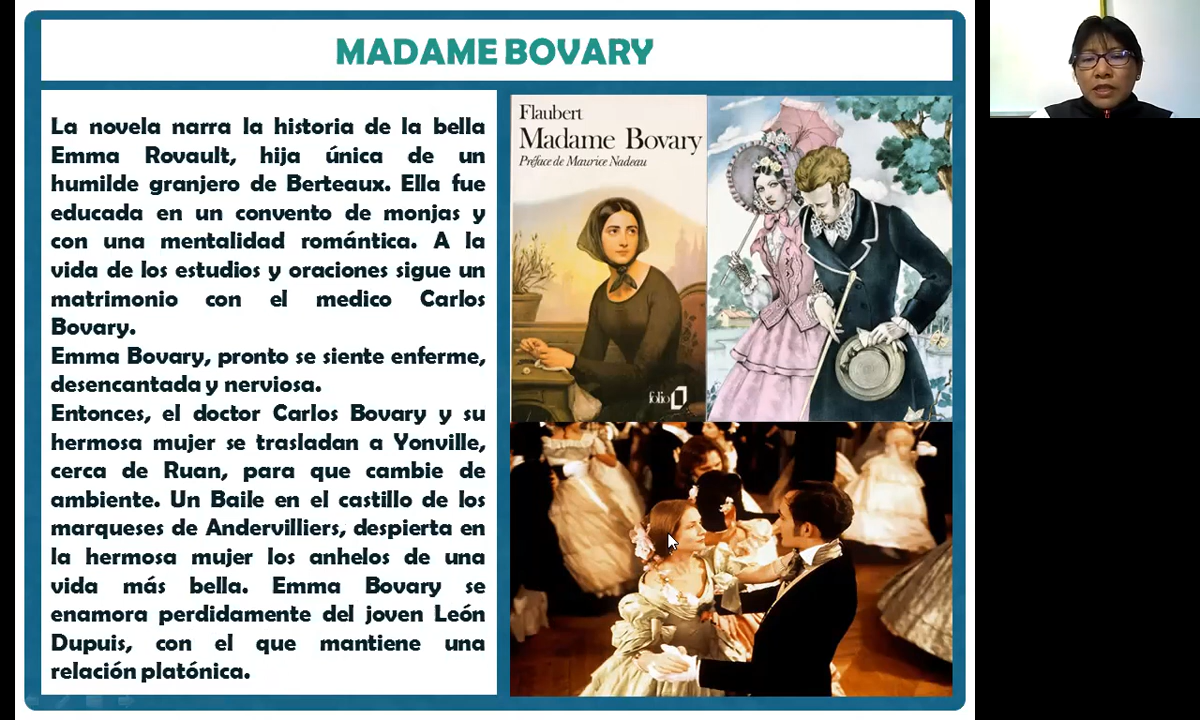 MADAME BOVARY
La novela narra la historia de la bella
Emma Rovault, hija única de un
humilde granjero de Berteaux. Ella fue
educada en un convento de monjas y
con una mentalidad romántica. A la
vida de los estudios y oraciones sigue un
matrimonio con el medico Carlos
Bovary.
Emma Bovary, pronto se siente enferme,
desencantada y nerviosa.
Entonces, el doctor Carlos Bovary y su
hermosa mujer se trasladan a Yonville,
cerca de Ruan, para que cambie de
ambiente. Un Baile en el castillo de los
marqueses de Andervilliers, despierta en
la hermosa mujer los anhelos de una
vida más bella. Emma Bovary se
enamora perdidamente del joven León
Dupuis, con el que mantiene una
relación platónica.
Flaubert
Madame Bovary
Préface de Maurice Nadeau
folio